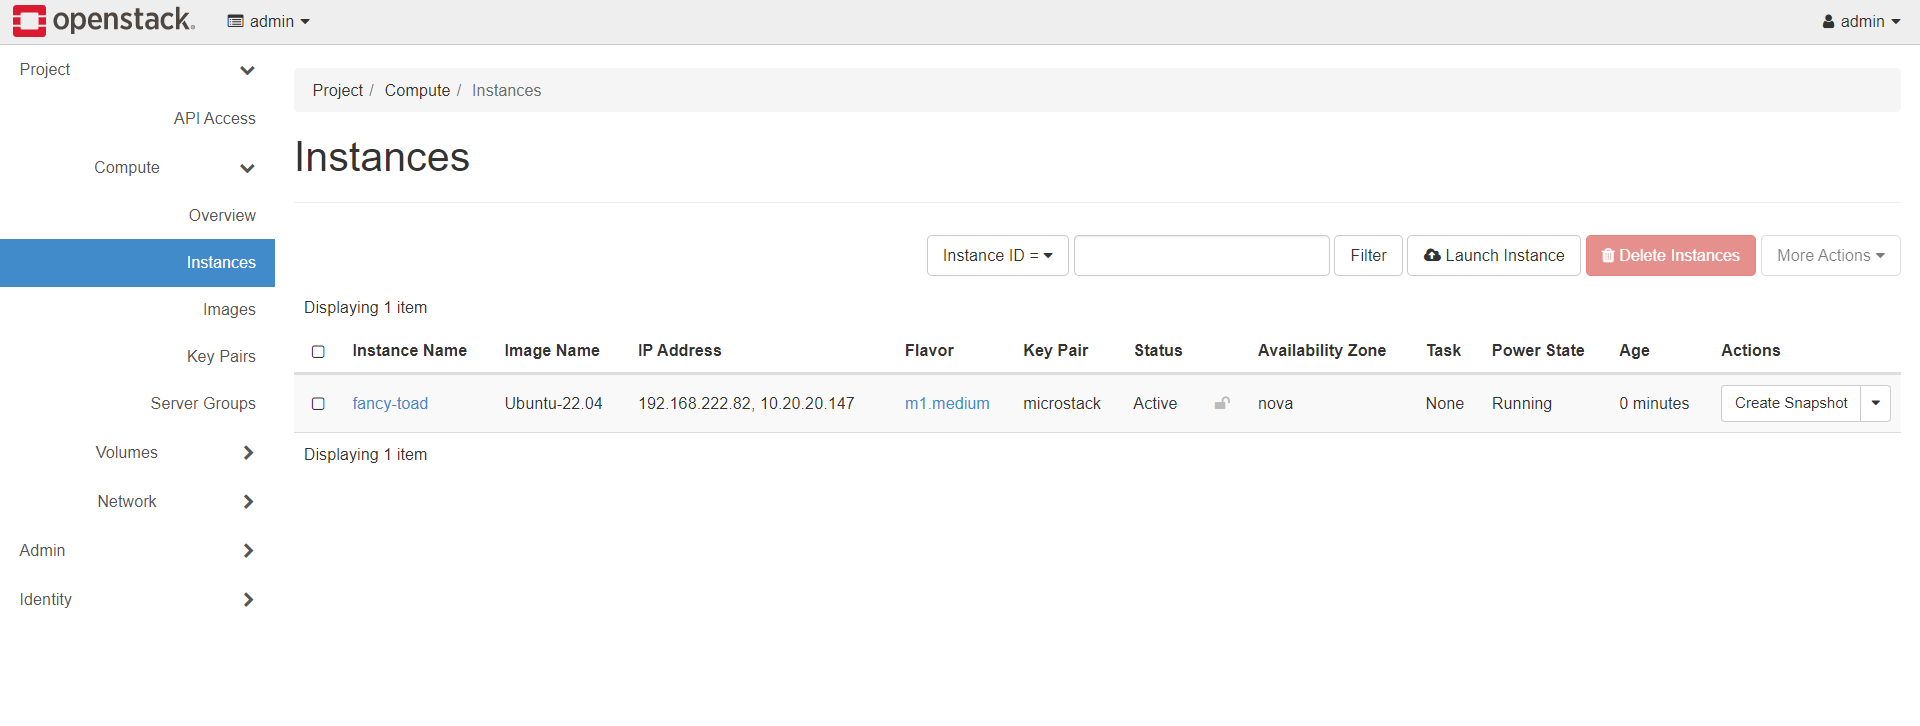 openstack. admin admin
Project
API Access
Compute
Overview
Instances
Images
Key Pairs
Server Groups
Volumes
Network
Admin
Identity
Project / Compute / Instances
Instances
Instance ID = Filter Launch Instance Delete Instances More Actions
Displaying 1 item
Instance Name Image Name IP Address Flavor Key Pair Status Availability Zone Task Power State Age Actions
fancy-toad Ubuntu-22.04 192.168.222.82, 10.20.20.147 m1.medium microstack Active nova None Running 0 minutes Create Snapshot
Displaying 1 item